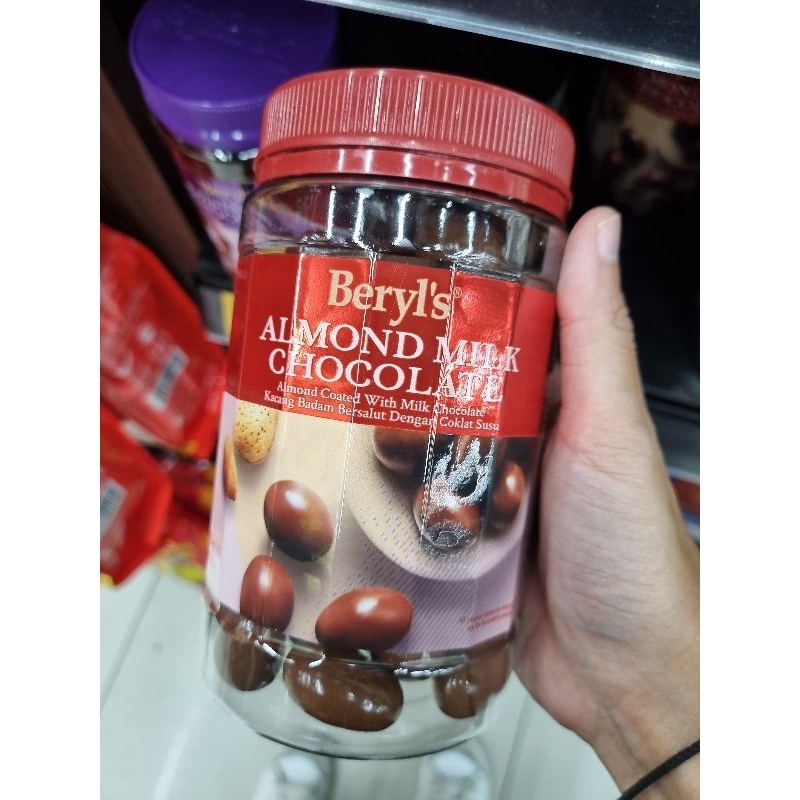 Beryl's®
ALMOND MILK
CHOCOLATE
Almond Coated With Milk Chocolate
Kacang Badam Bersalut Dengan Coklat Susu